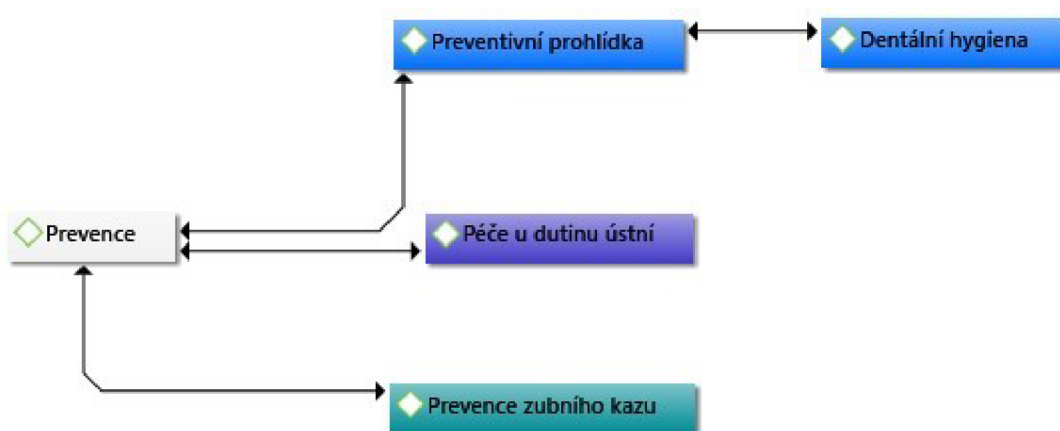 Preventivní prohlídka
Dentální hygiena
Prevence
Péče u dutinu ústní
Prevence zubního kazu